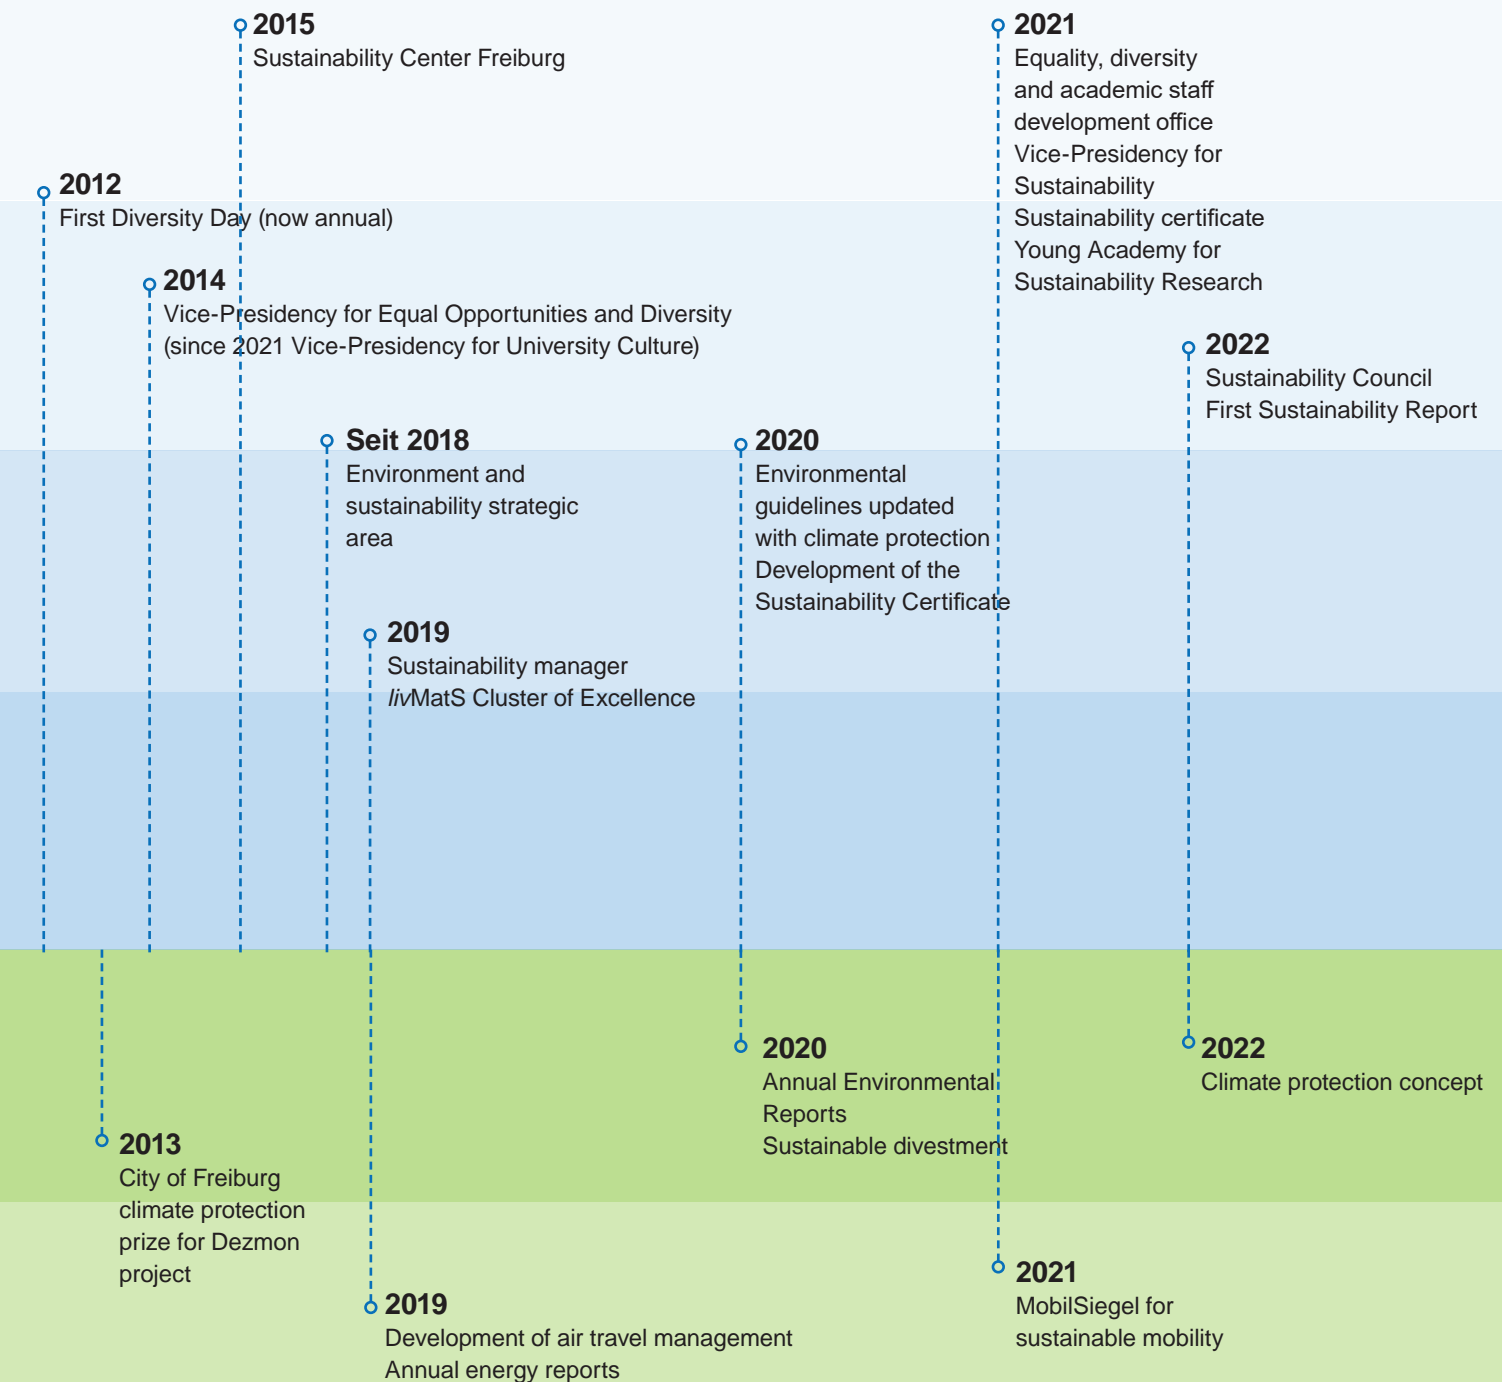 2015
Sustainability Center Freiburg
2021
Equality, diversity
and academic staff
development office
Vice-Presidency for
Sustainability
Sustainability certificate
Young Academy for
Sustainability Research
2012
First Diversity Day (now annual)
2014
Vice-Presidency for Equal Opportunities and Diversity
(since 2021 Vice-Presidency for University Culture)
2022
Sustainability Council
First Sustainability Report
Seit 2018
Environment and
sustainability strategic
area
2020
Environmental
guidelines updated
with climate protection
Development of the
Sustainability Certificate
2019
Sustainability manager
livMatS Cluster of Excellence
2020
Annual Environmental
Reports
Sustainable divestment
2022
Climate protection concept
2013
City of Freiburg
climate protection
prize for Dezmon
project
2021
MobilSiegel for
sustainable mobility
2019
Development of air travel management
Annual energy reports